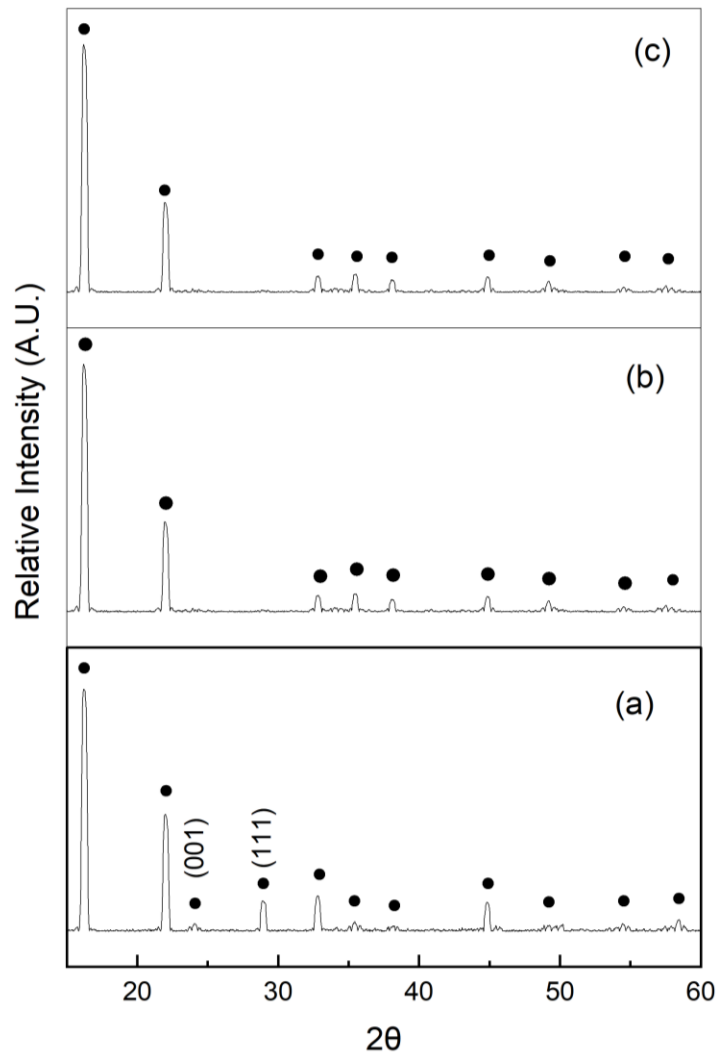 (c)
(b)
(a)
(001)
(111)
Relative Intensity (A.U.)
20 30 40 50 60
2θ